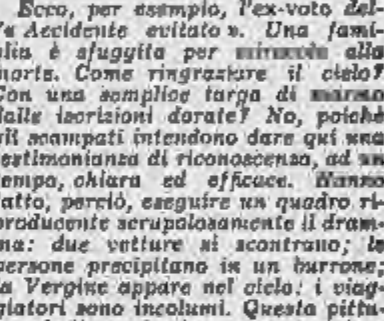 Ecco, per esempio, l'ex-voto del-
l'« Accidente evitato ». Una fami-
glia è sfuggita per miracolo alla
morte. Come ringraziare il cielo?
Con una semplice targa di marmo
dalle iscrizioni dorate? No, poichè
gli scampati intendono dare qui una
testimonianza di riconoscenza, ad un
tempo, chiara ed efficace. Hanno
fatto, perciò, eseguire un quadro ri-
producente scrupolosamente il dram-
ma: due vetture si scontrano; le
persone precipitano in un burrone;
la Vergine appare nel cielo: i viag-
giatori sono incolumi. Questa pittu-